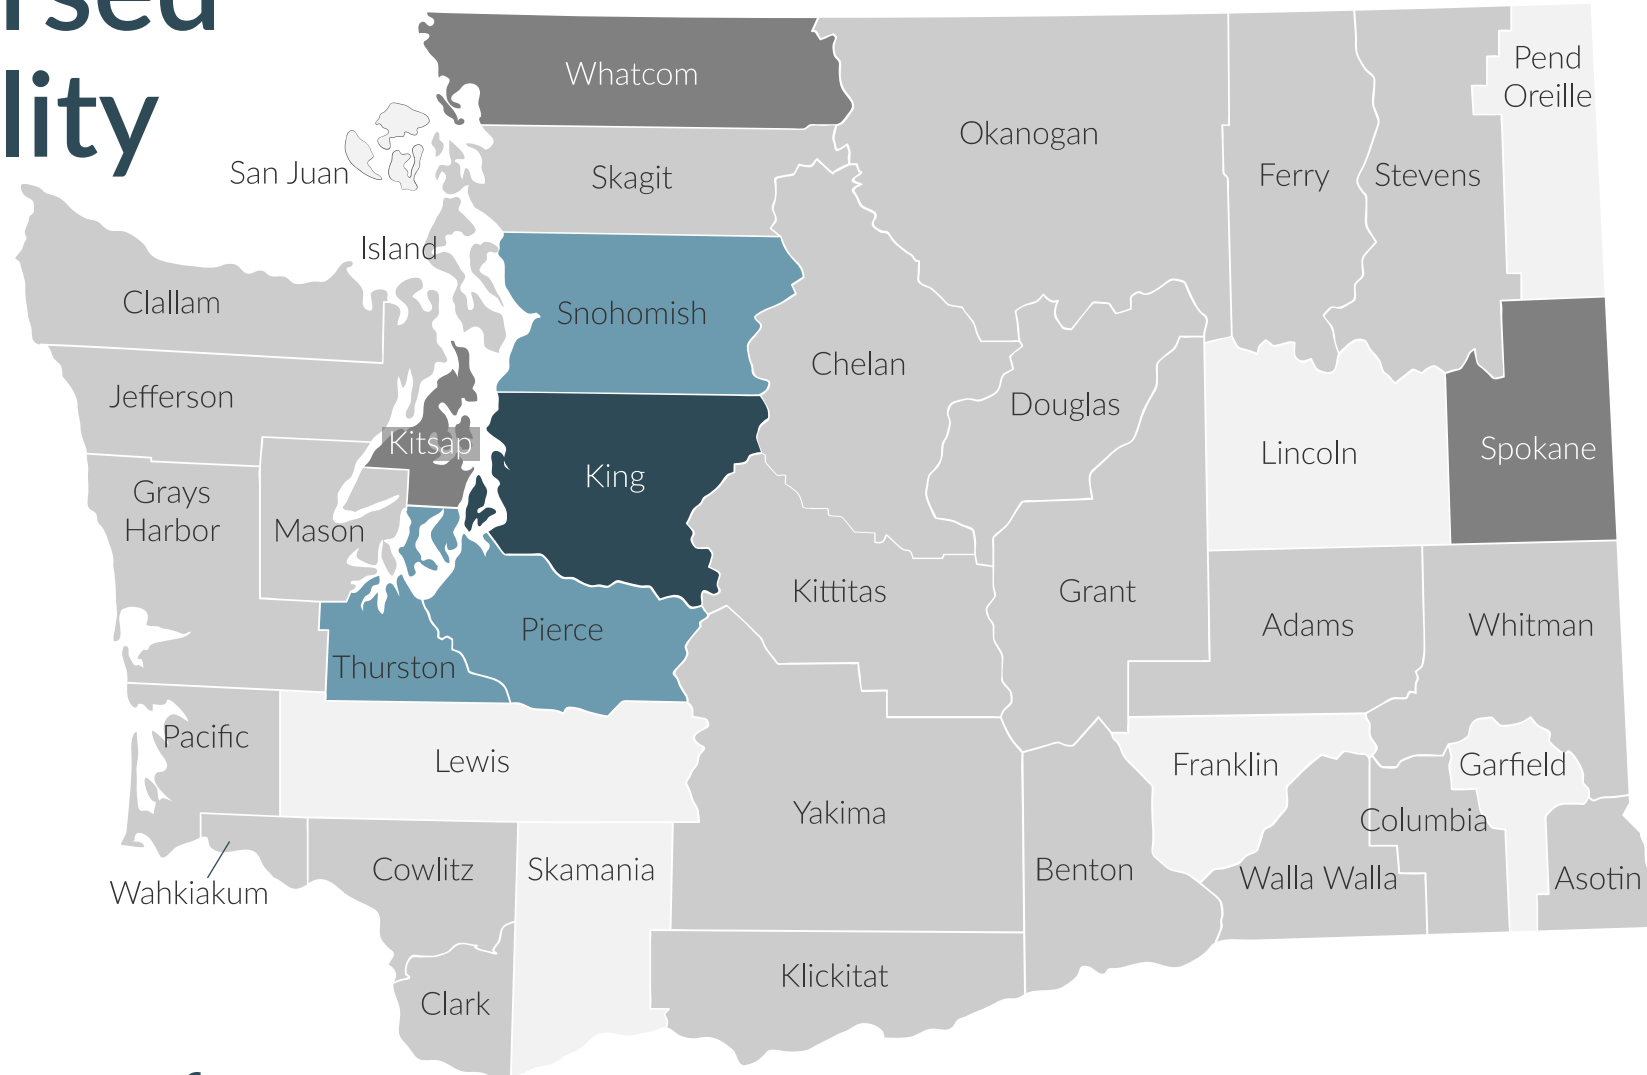 rsed
lity
Whatcom
Pend
Oreille
Okanogan
San Juan
Skagit
Ferry
Stevens
Island
Clallam
Snohomish
Chelan
Jefferson
Douglas
Kitsap
King
Lincoln
Spokane
Grays
Harbor
Mason
Kittitas
Grant
Adams
Whitman
Pierce
Thurston
Pacific
Lewis
Franklin
Garfield
Yakima
Columbia
Cowlitz
Skamania
Benton
Walla Walla
Asotin
Wahkiakum
Klickitat
Clark